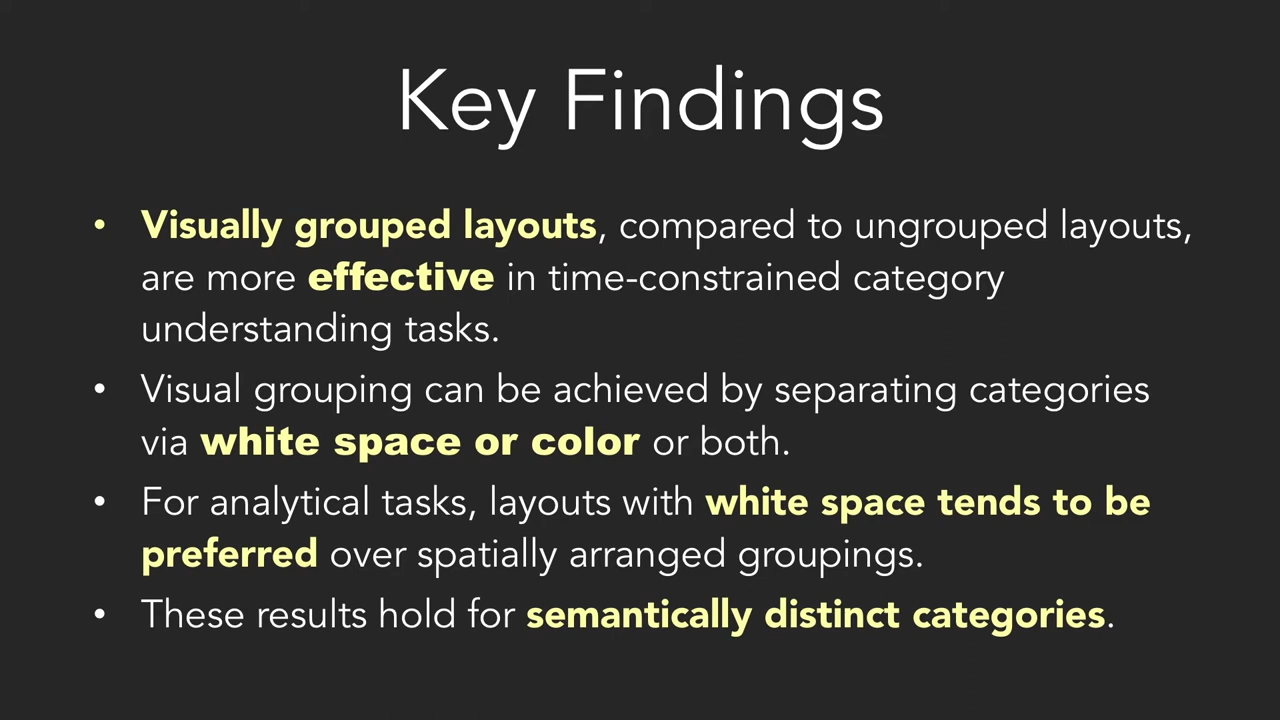 Key Findings
• Visually grouped layouts, compared to ungrouped layouts,
are more effective in time-constrained category
understanding tasks.
• Visual grouping can be achieved by separating categories
via white space or color or both.
• For analytical tasks, layouts with white space tends to be
preferred over spatially arranged groupings.
• These results hold for semantically distinct categories.